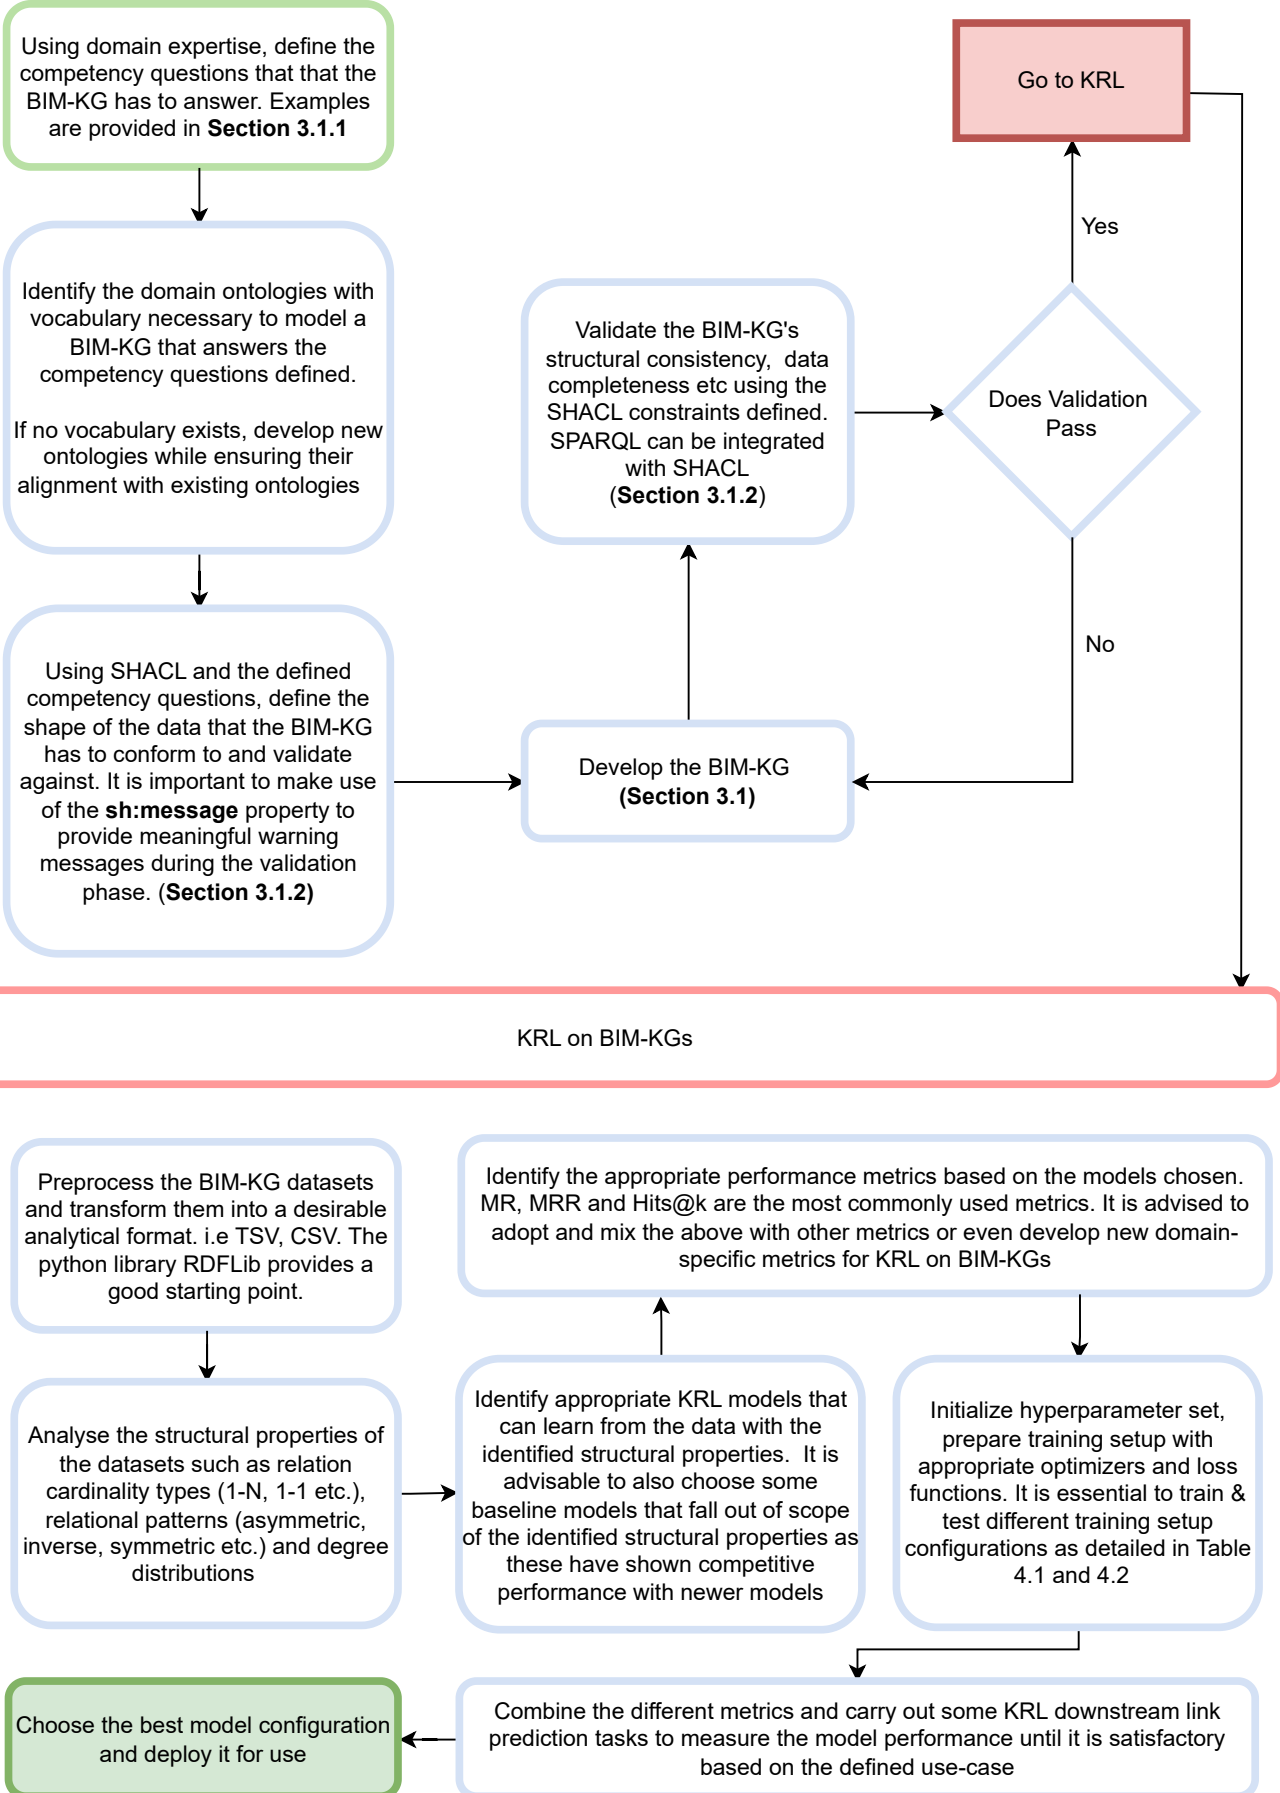 Using domain expertise, define the
competency questions that that the
BIM-KG has to answer. Examples
are provided in Section 3.1.1
Identify the domain ontologies with
vocabulary necessary to model a
BIM-KG that answers the
competency questions defined.
If no vocabulary exists, develop new
ontologies while ensuring their
alignment with existing ontologies
Using SHACL and the defined
competency questions, define the
shape of the data that the BIM-KG
has to conform to and validate
against. It is important to make use
of the sh:message property to
provide meaningful warning
messages during the validation
phase. (Section 3.1.2)
Develop the BIM-KG
(Section 3.1)
Validate the BIM-KG's
structural consistency, data
completeness etc using the
SHACL constraints defined.
SPARQL can be integrated
with SHACL
(Section 3.1.2)
Does Validation
Pass
Yes
No
Go to KRL
KRL on BIM-KGs
Preprocess the BIM-KG datasets
and transform them into a desirable
analytical format. i.e TSV, CSV. The
python library RDFLib provides a
good starting point.
Analyse the structural properties of
the datasets such as relation
cardinality types (1-N, 1-1 etc.),
relational patterns (asymmetric,
inverse, symmetric etc.) and degree
distributions
Identify appropriate KRL models that
can learn from the data with the
identified structural properties. It is
advisable to also choose some
baseline models that fall out of scope
of the identified structural properties as
these have shown competitive
performance with newer models
Identify the appropriate performance metrics based on the models chosen.
MR, MRR and Hits@k are the most commonly used metrics. It is advised to
adopt and mix the above with other metrics or even develop new domain-
specific metrics for KRL on BIM-KGs
Initialize hyperparameter set,
prepare training setup with
appropriate optimizers and loss
functions. It is essential to train &
test different training setup
configurations as detailed in Table
4.1 and 4.2
Combine the different metrics and carry out some KRL downstream link
prediction tasks to measure the model performance until it is satisfactory
based on the defined use-case
Choose the best model configuration
and deploy it for use